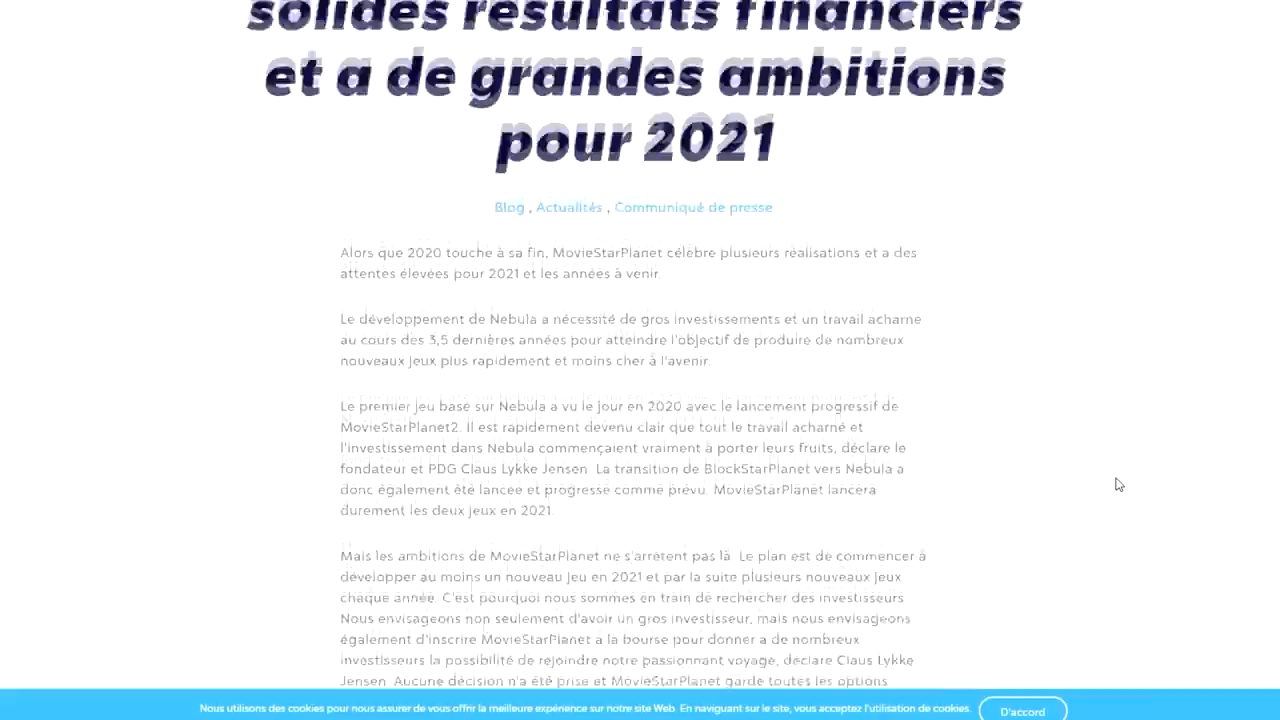 solides résultats financiers
et a de grandes ambitions
pour 2021
Blog , Actualités , Communiqué de presse
Alors que 2020 touche à sa fin, MovieStarPlanet célèbre plusieurs réalisations et a des
attentes élevées pour 2021 et les années à venir.
Le développement de Nebula a nécessité de gros investissements et un travail acharné
au cours des 3,5 dernières années pour atteindre l'objectif de produire de nombreux
nouveaux jeux plus rapidement et moins cher à l'avenir.
Le premier jeu basé sur Nebula a vu le jour en 2020 avec le lancement progressif de
MovieStarPlanet2. Il est rapidement devenu clair que tout le travail acharné et
l'investissement dans Nebula commençaient vraiment à porter leurs fruits, déclare le
fondateur et PDG Claus Lykke Jensen. La transition de BlockStarPlanet vers Nebula a
donc également été lancée et progresse comme prévu. MovieStarPlanet lancera
durement les deux jeux en 2021.
Mais les ambitions de MovieStarPlanet ne s'arrêtent pas là. Le plan est de commencer à
développer au moins un nouveau jeu en 2021 et par la suite plusieurs nouveaux jeux
chaque année. C'est pourquoi nous sommes en train de rechercher des investisseurs.
Nous envisageons non seulement d'avoir un gros investisseur, mais nous envisageons
également d'inscrire MovieStarPlanet à la bourse pour donner à de nombreux
investisseurs la possibilité de rejoindre notre passionnant voyage, déclare Claus Lykke
Jensen. Aucune décision n'a été prise et MovieStarPlanet garde toutes les options
Nous utilisons des cookies pour nous assurer de vous offrir la meilleure expérience sur notre site Web. En naviguant sur le site, vous acceptez l'utilisation de cookies.
D'accord